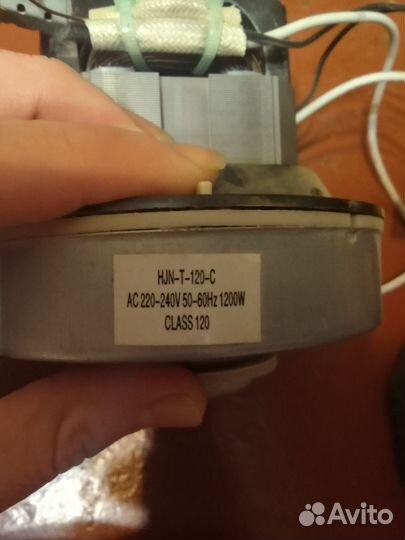 HJN-T-120-C
AC 220-240V 50-60Hz 1200W
CLASS 120
Avito